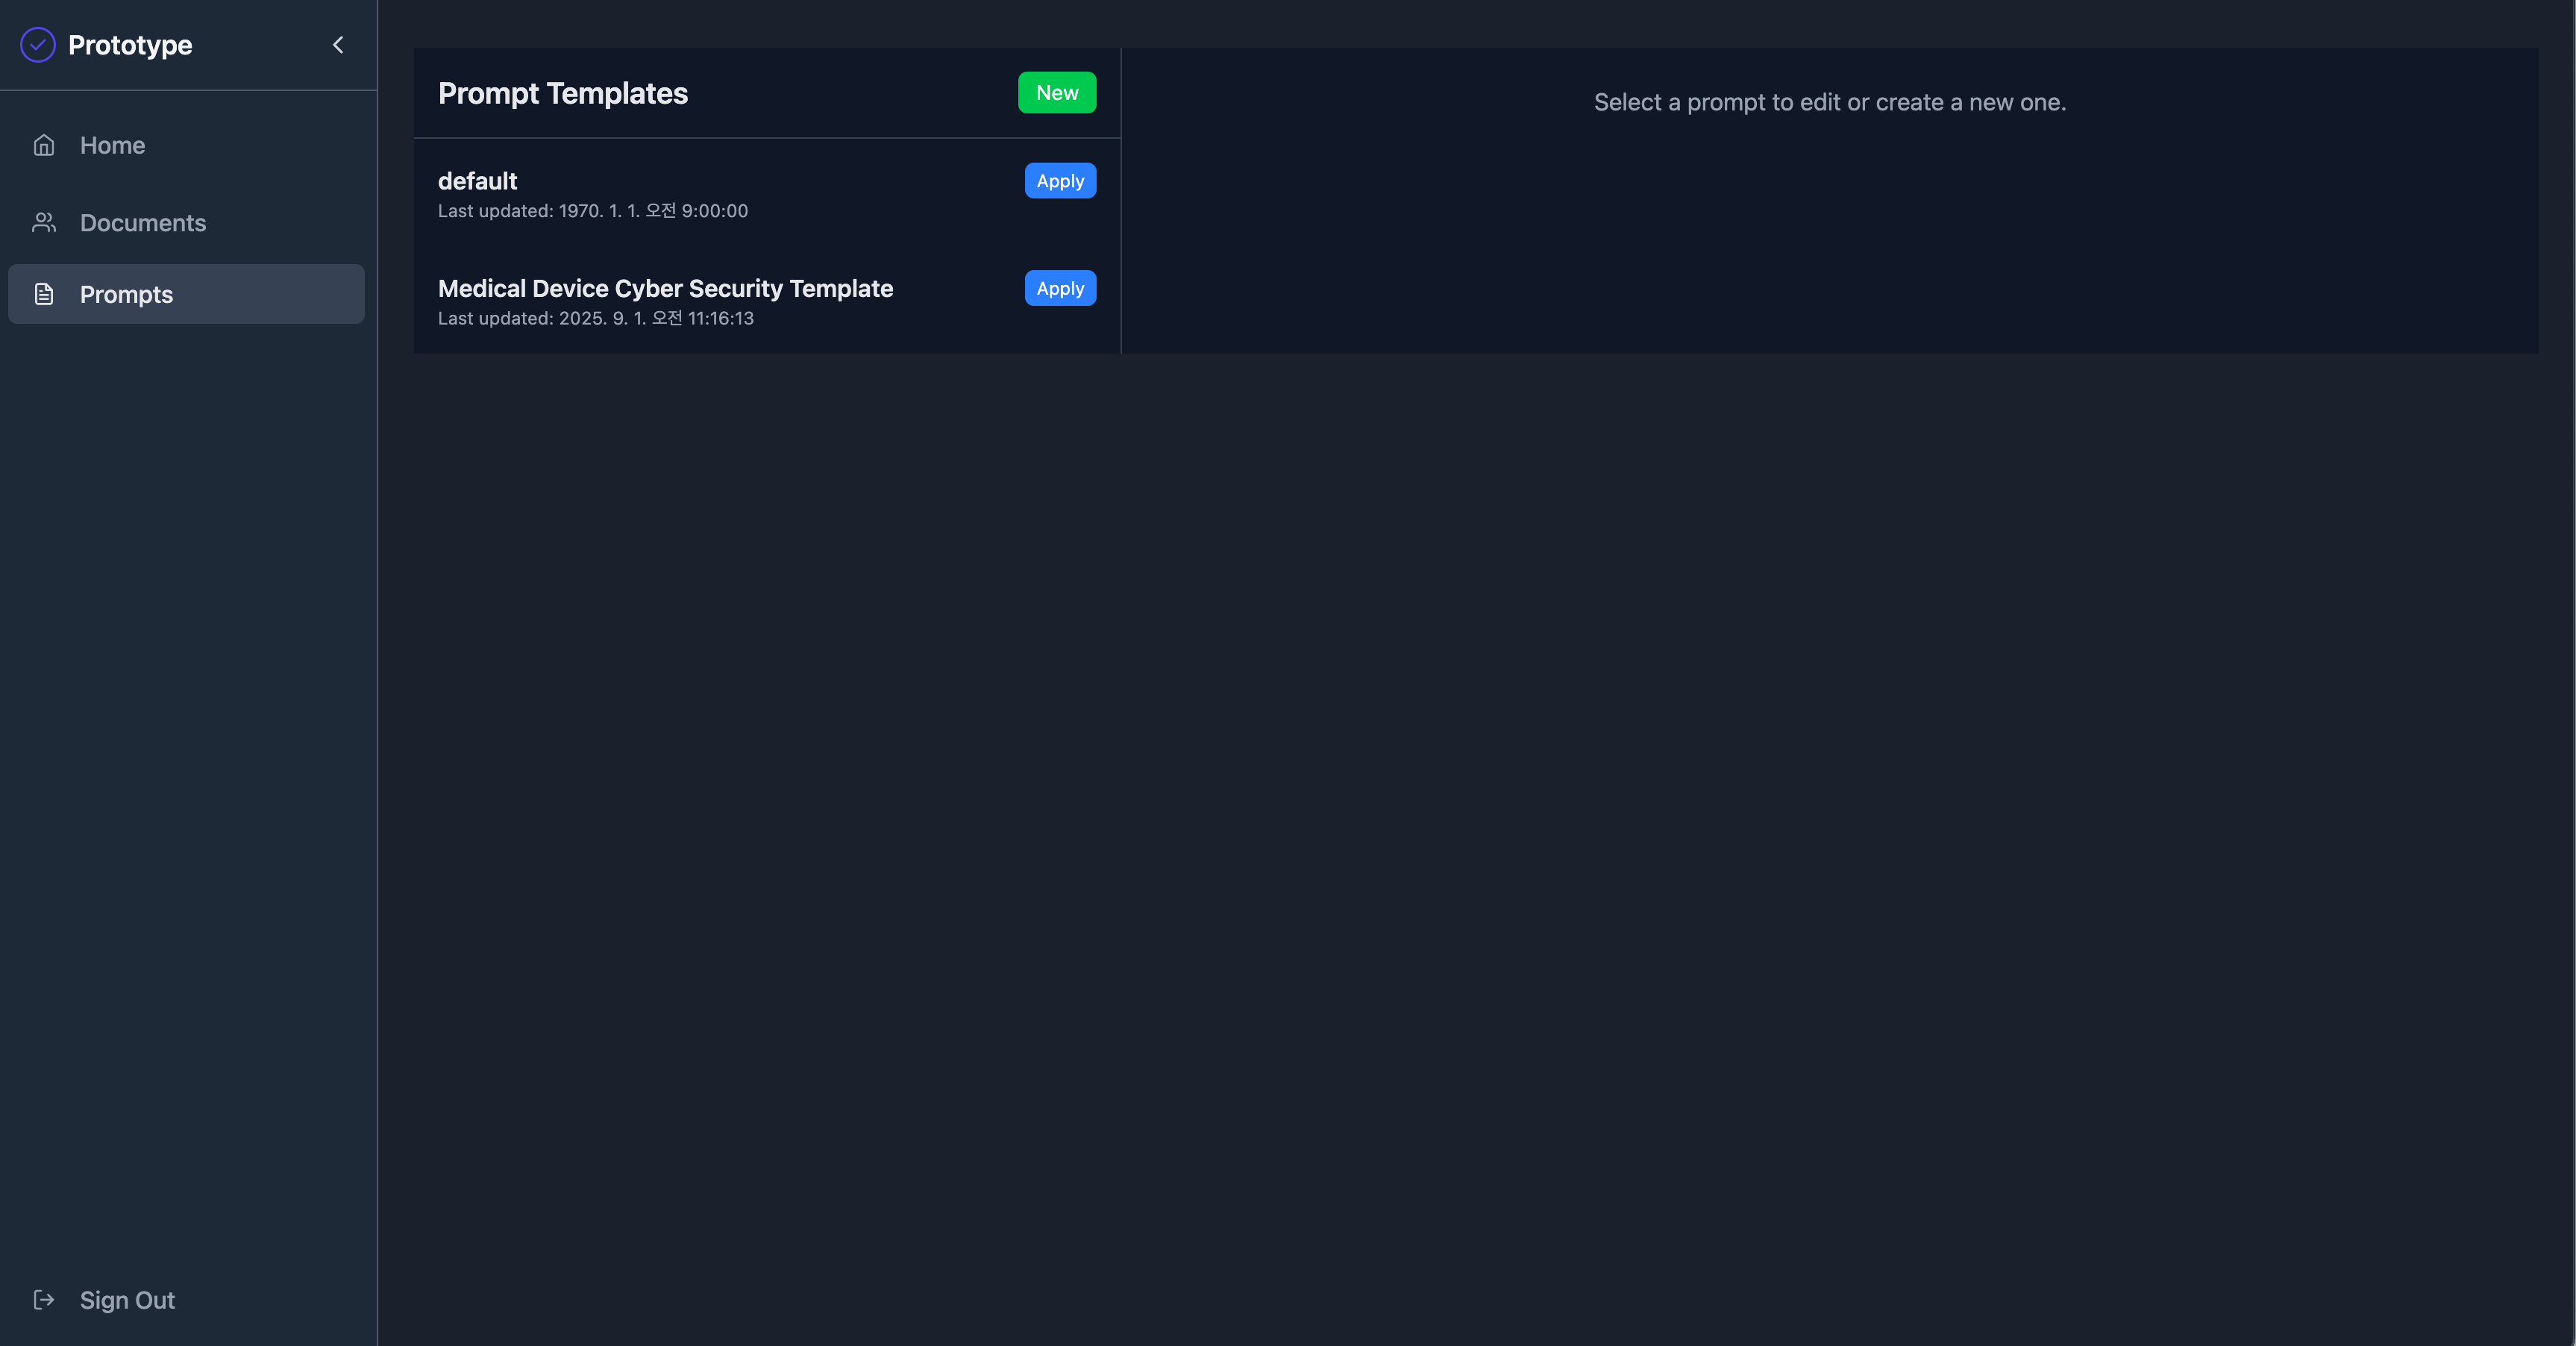 Prototype
Home
Documents
Prompts
Sign Out
Prompt Templates
New
default
Apply
Last updated: 1970. 1. 1. 오전 9:00:00
Medical Device Cyber Security Template
Apply
Last updated: 2025. 9. 1. 오전 11:16:13
Select a prompt to edit or create a new one.